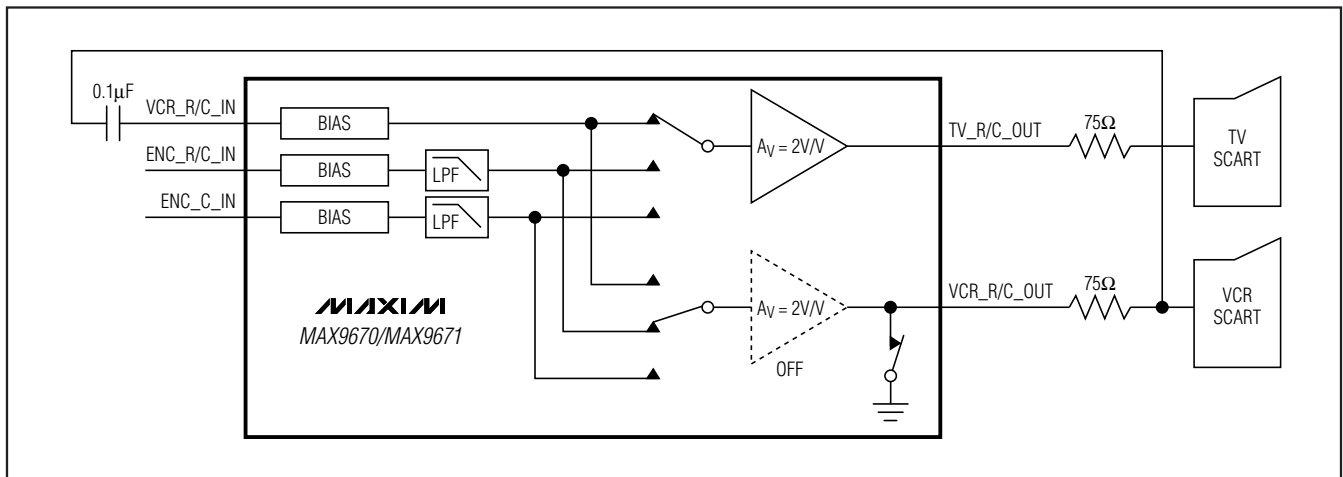 0.1µF
VCR_R/C_IN
BIAS
ENC_R/C_IN
BIAS
LPF
ENC_C_IN
BIAS
LPF
AV = 2V/V
TV_R/C_OUT
75Ω
TV
SCART
MAXIM
MAX9670/MAX9671
AV = 2V/V
OFF
VCR_R/C_OUT
75Ω
VCR
SCART